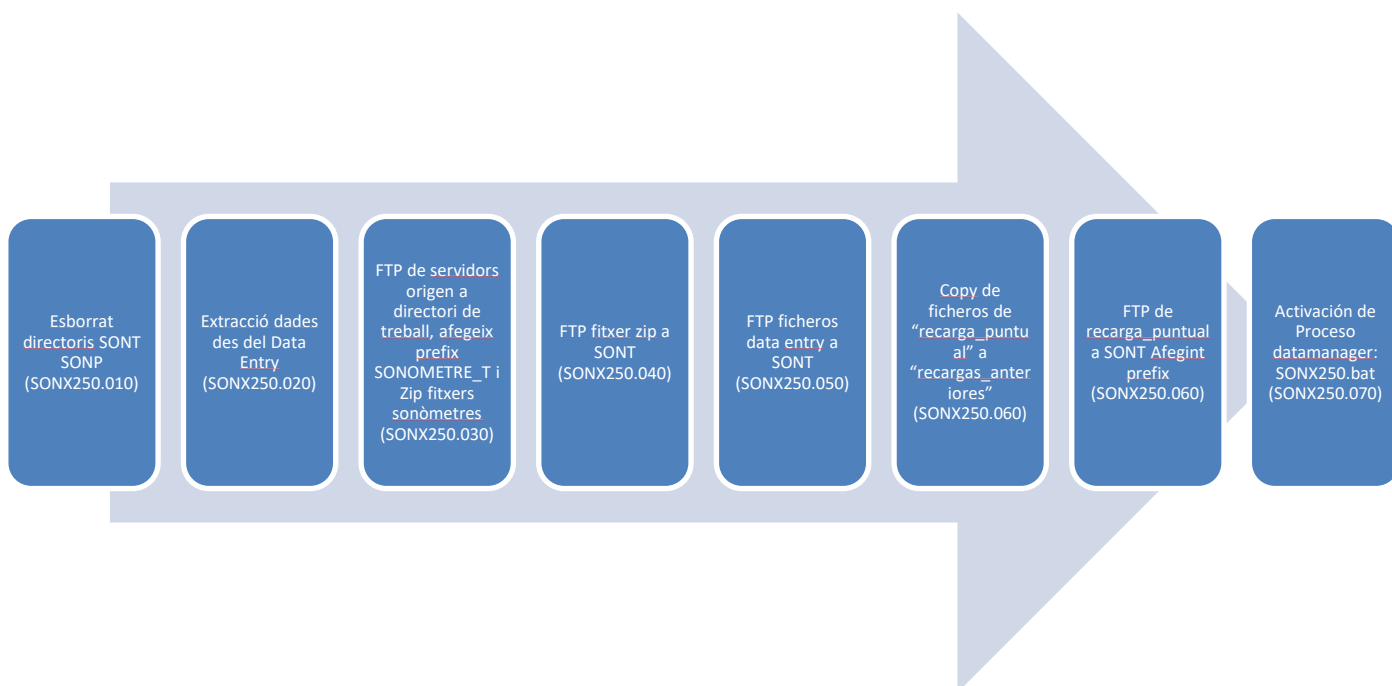 Esborrat
directoris SONT
SONP
(SONX250.010)
Extracció dades
des del Data
Entry
(SONX250.020)
FTP de servidors
origen a
directori de
treball, afegeix
prefix
SONOMETRE_T i
Zip fitxers
sonòmetres
(SONX250.030)
FTP fitxer zip a
SONT
(SONX250.040)
FTP ficheros
data entry a
SONT
(SONX250.050)
Copy de
ficheros de
“recarga_puntu
al” a
“recargas_anter
iores”
(SONX250.060)
FTP de
recarga_puntual
a SONT Afegint
prefix
(SONX250.060)
Activación de
Proceso
datamanager:
SONX250.bat
(SONX250.070)